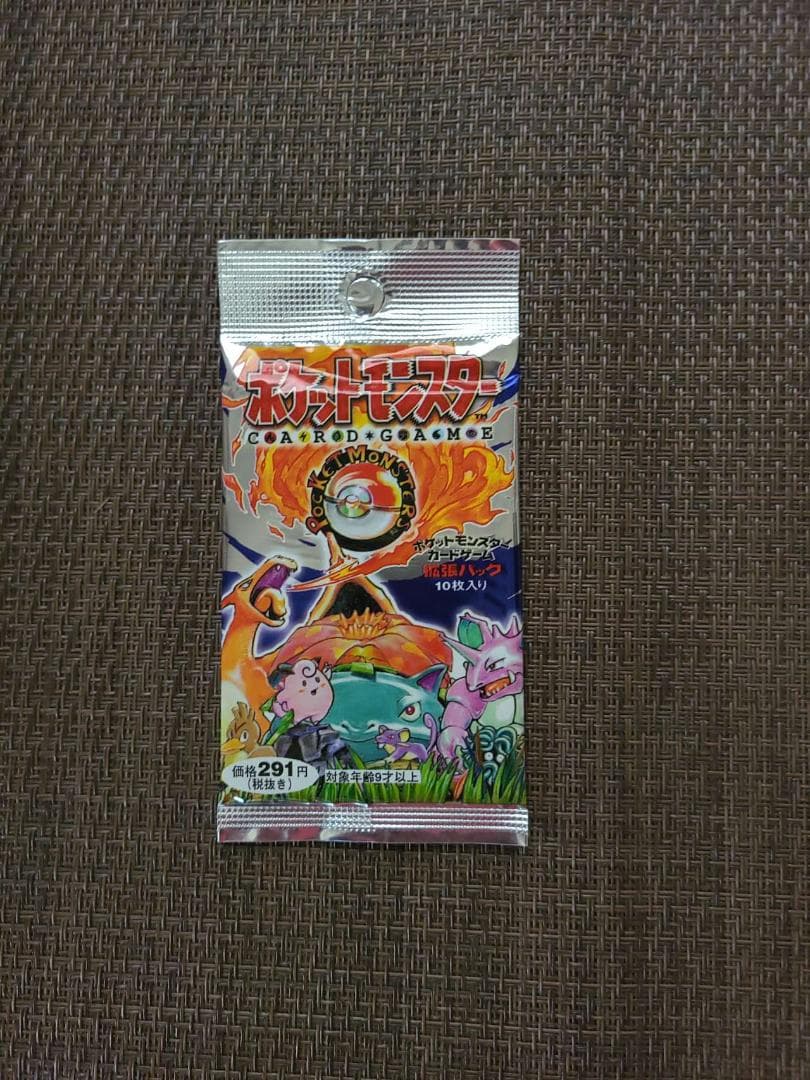 ポケットモンスター
TM
CARD★GAME
POCKET MONSTERS
ポケットモンスター
カードゲーム
拡張パック
10枚入り
価格291円
(税抜き)
対象年齢9才以上